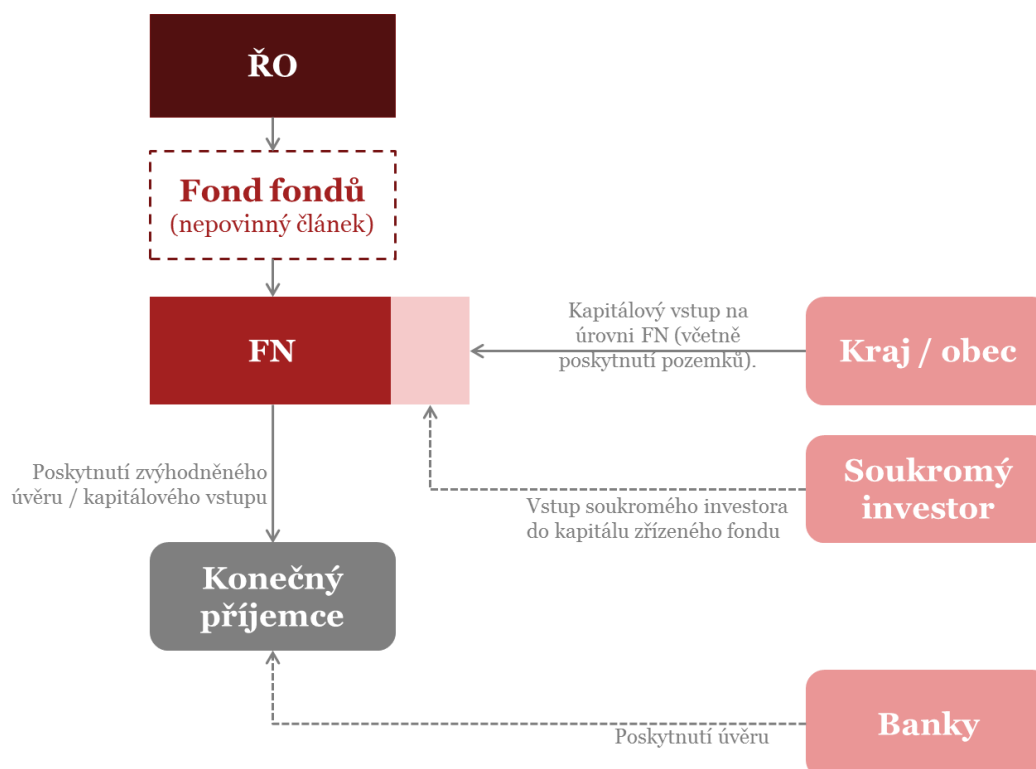 ŘO
Fond fondů
(nepovinný článek)
FN
Kapitálový vstup na
úrovni FN (včetně
poskytnutí pozemků).
Kraj / obec
Poskytnutí zvýhodněného
úvěru / kapitálového vstupu
Vstup soukromého investora
do kapitálu zřízeného fondu
Soukromý
investor
Konečný
příjemce
Poskytnutí úvěru
Banky